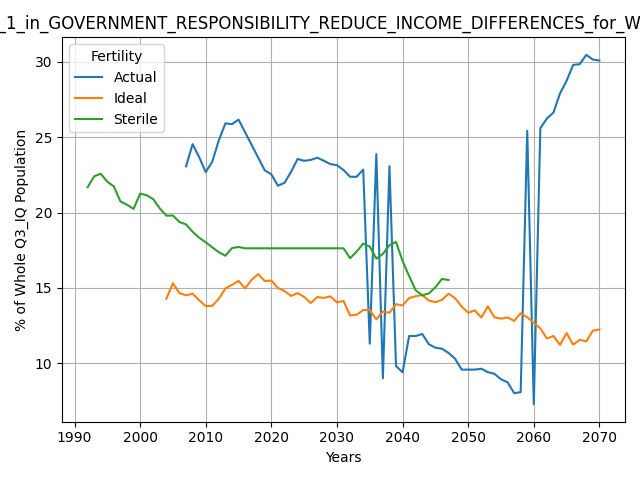 _1_in_GOVERNMENT_RESPONSIBILITY_REDUCE_INCOME_DIFFERENCES_for_W
Fertility
Actual
Ideal
Sterile
% of Whole Q3_IQ Population
30
25
20
15
10
1990 2000 2010 2020 2030 2040 2050 2060 2070
Years